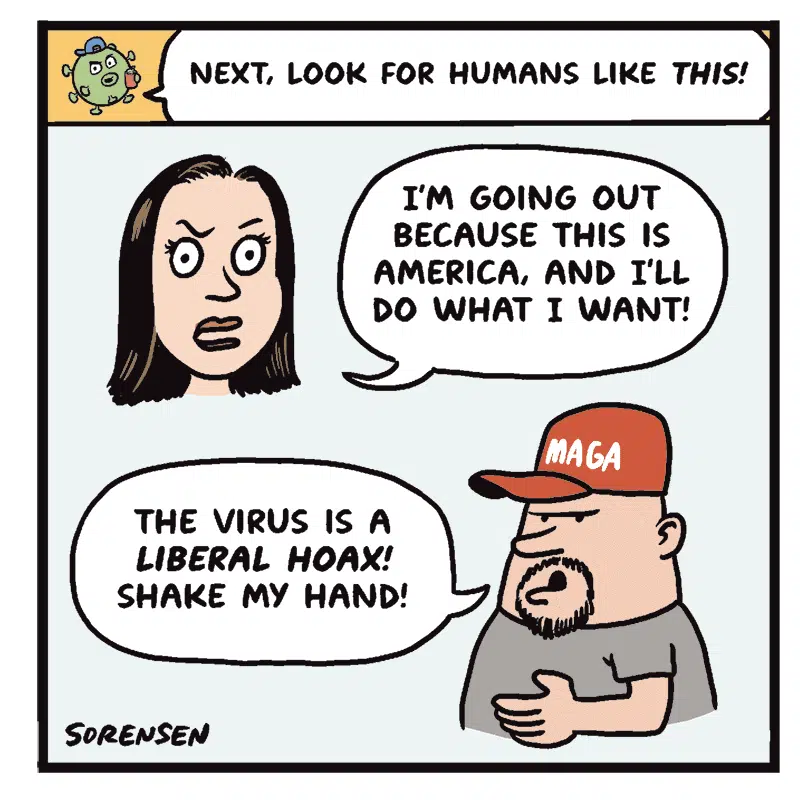 NEXT, LOOK FOR HUMANS LIKE THIS!
I'M GOING OUT
BECAUSE THIS IS
AMERICA, AND I'LL
DO WHAT I WANT!
MAGA
THE VIRUS IS A
LIBERAL HOAX!
SHAKE MY HAND!
SORENSEN